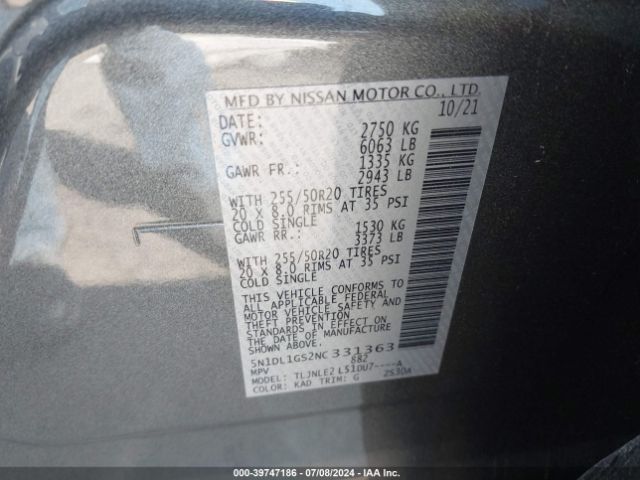 MFD BY NISSAN MOTOR CO., LTD.
DATE: 10/21
GVWR: 2750 KG
6063 LB
GAWR FR.: 1335 KG
2943 LB
WITH 255/50R20 TIRES
20 X 8.0 RIMS AT 35 PSI
COLD SINGLE
GAWR RR.: 1530 KG
3373 LB
WITH 255/50R20 TIRES
20 X 8.0 RIMS AT 35 PSI
COLD SINGLE
THIS VEHICLE CONFORMS TO
ALL APPLICABLE FEDERAL
MOTOR VEHICLE SAFETY AND
THEFT PREVENTION
STANDARDS IN EFFECT ON THE
DATE OF MANUFACTURE
SHOWN ABOVE.
5N1DL1GS2NC331363
MPV 882
MODEL: TLJNLE2 L51DU7----A
COLOR: KAD TRIM: G 2S3DA
000-39747186 - 07/08/2024 - IAA Inc.